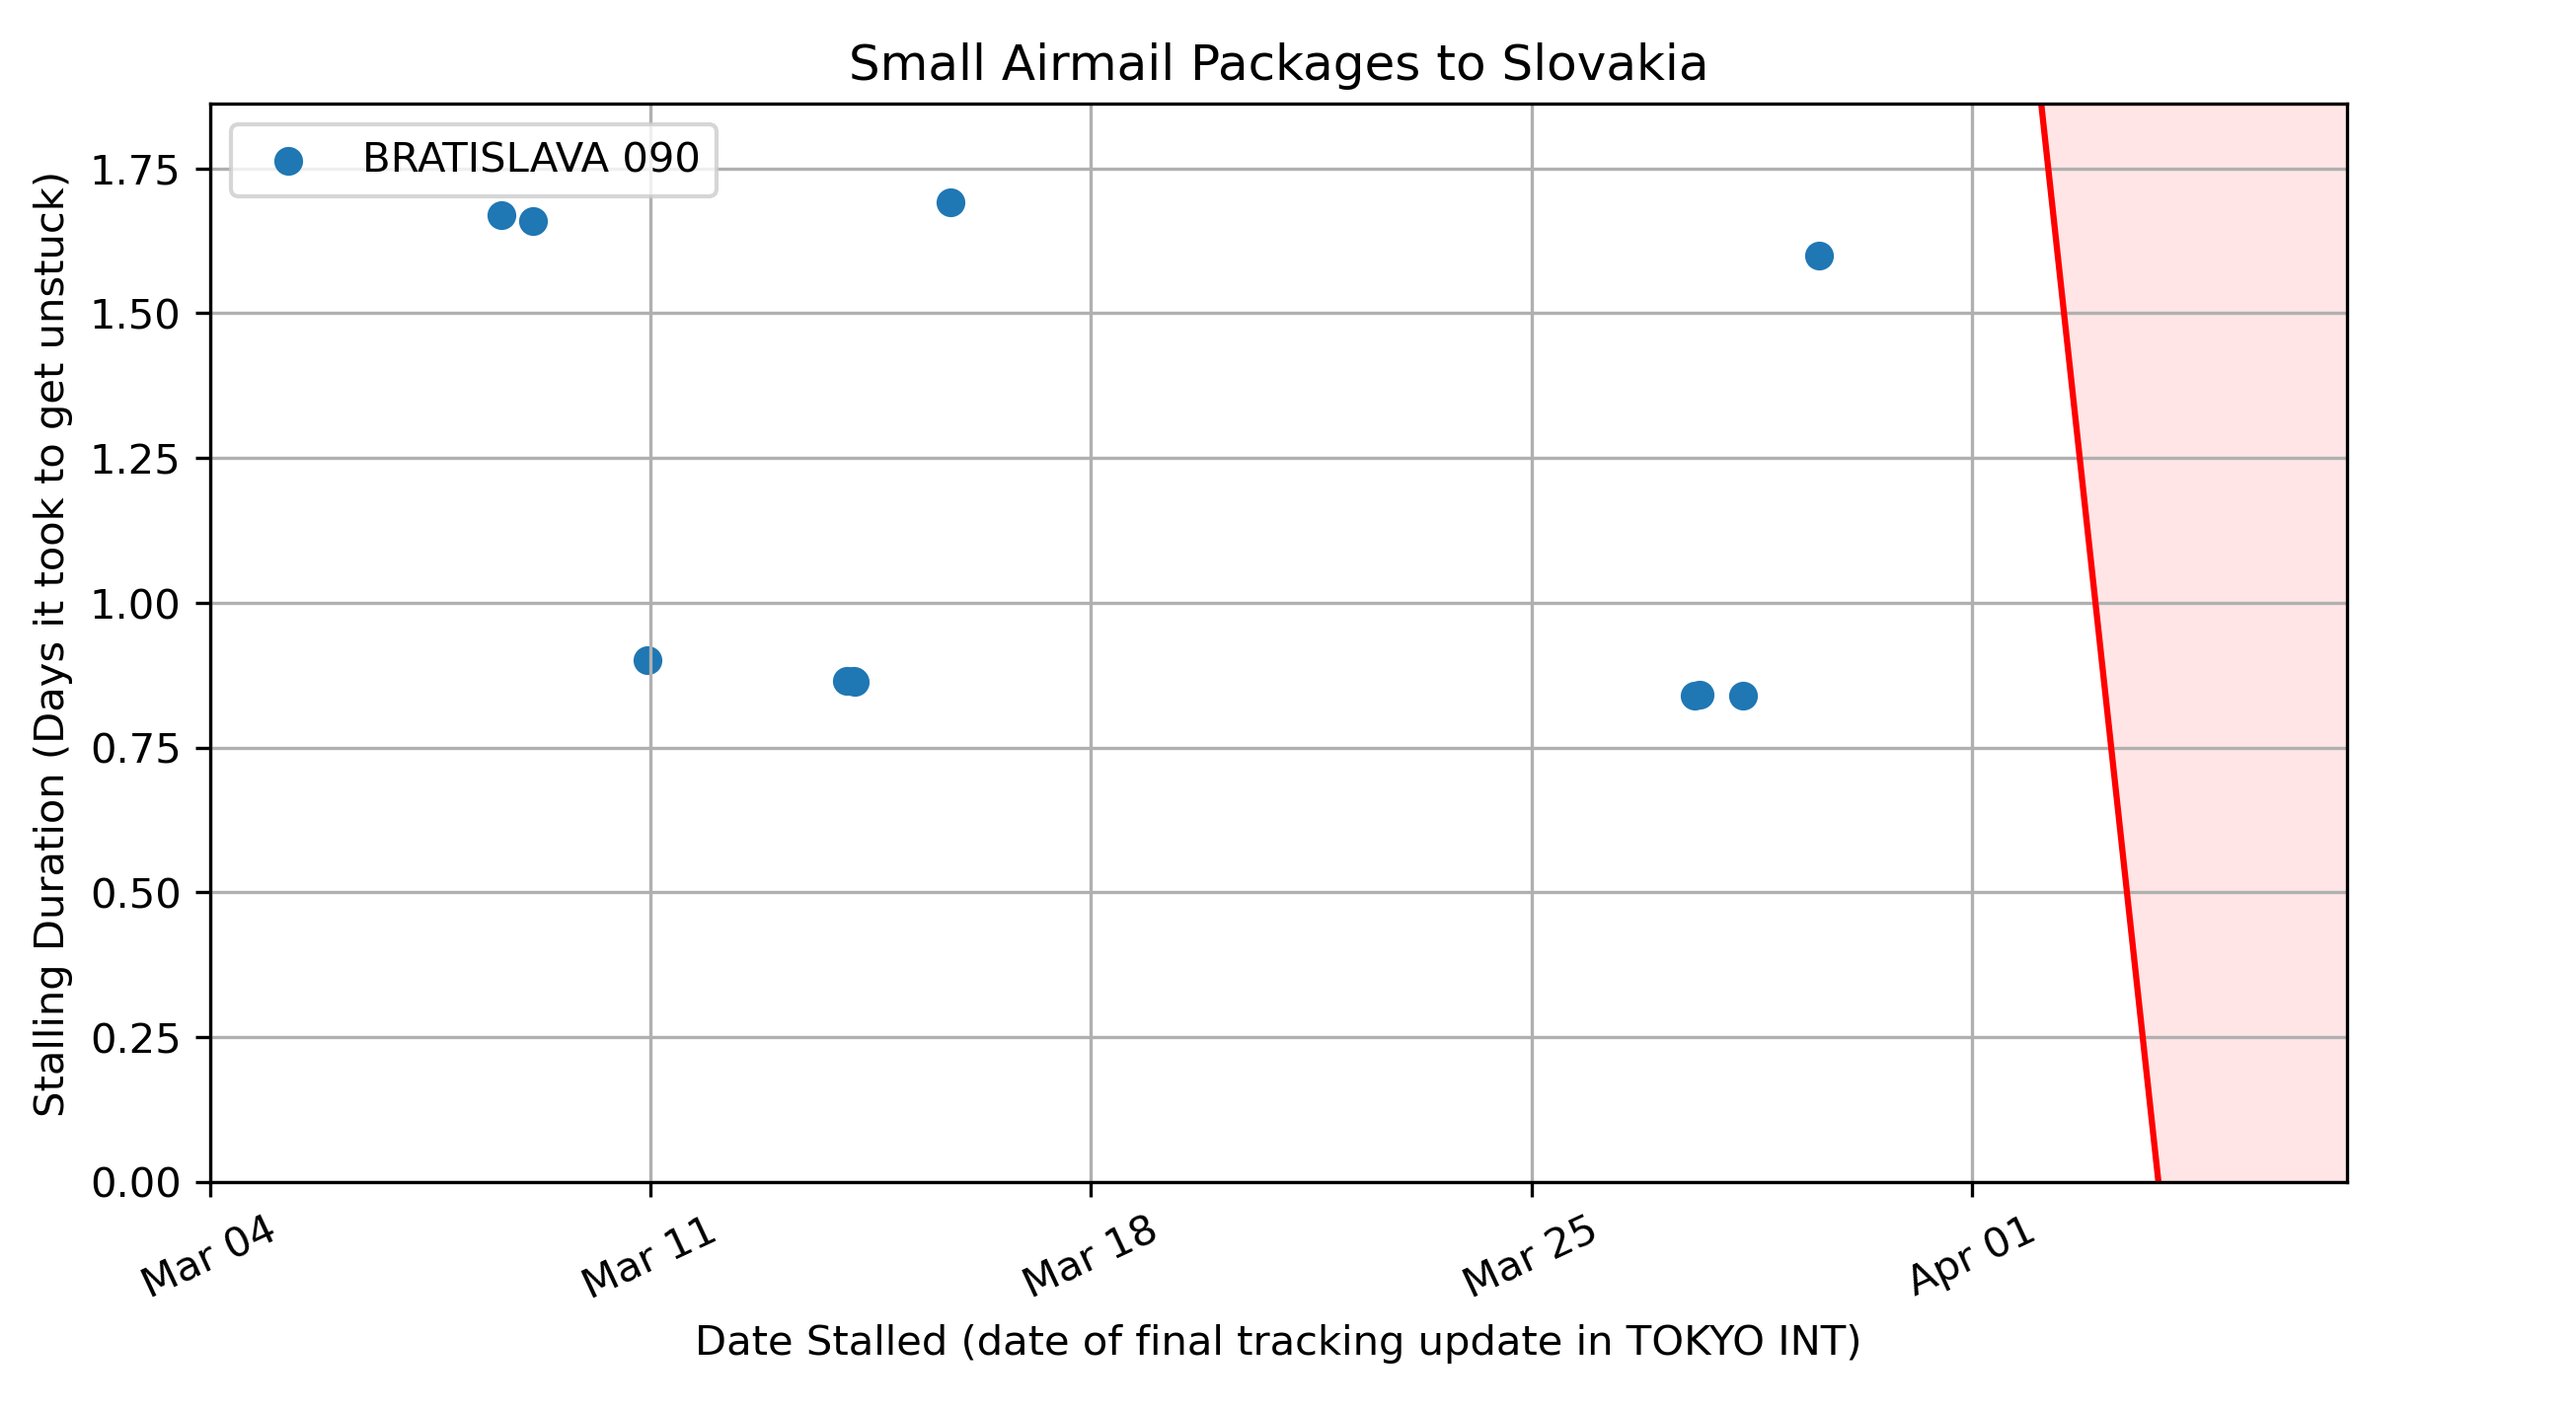 Small Airmail Packages to Slovakia
BRATISLAVA 090
Stalling Duration (Days it took to get unstuck)
1.75
1.50
1.25
1.00
0.75
0.50
0.25
0.00
Mar 04
Mar 11
Mar 18
Mar 25
Apr 01
Date Stalled (date of final tracking update in TOKYO INT)